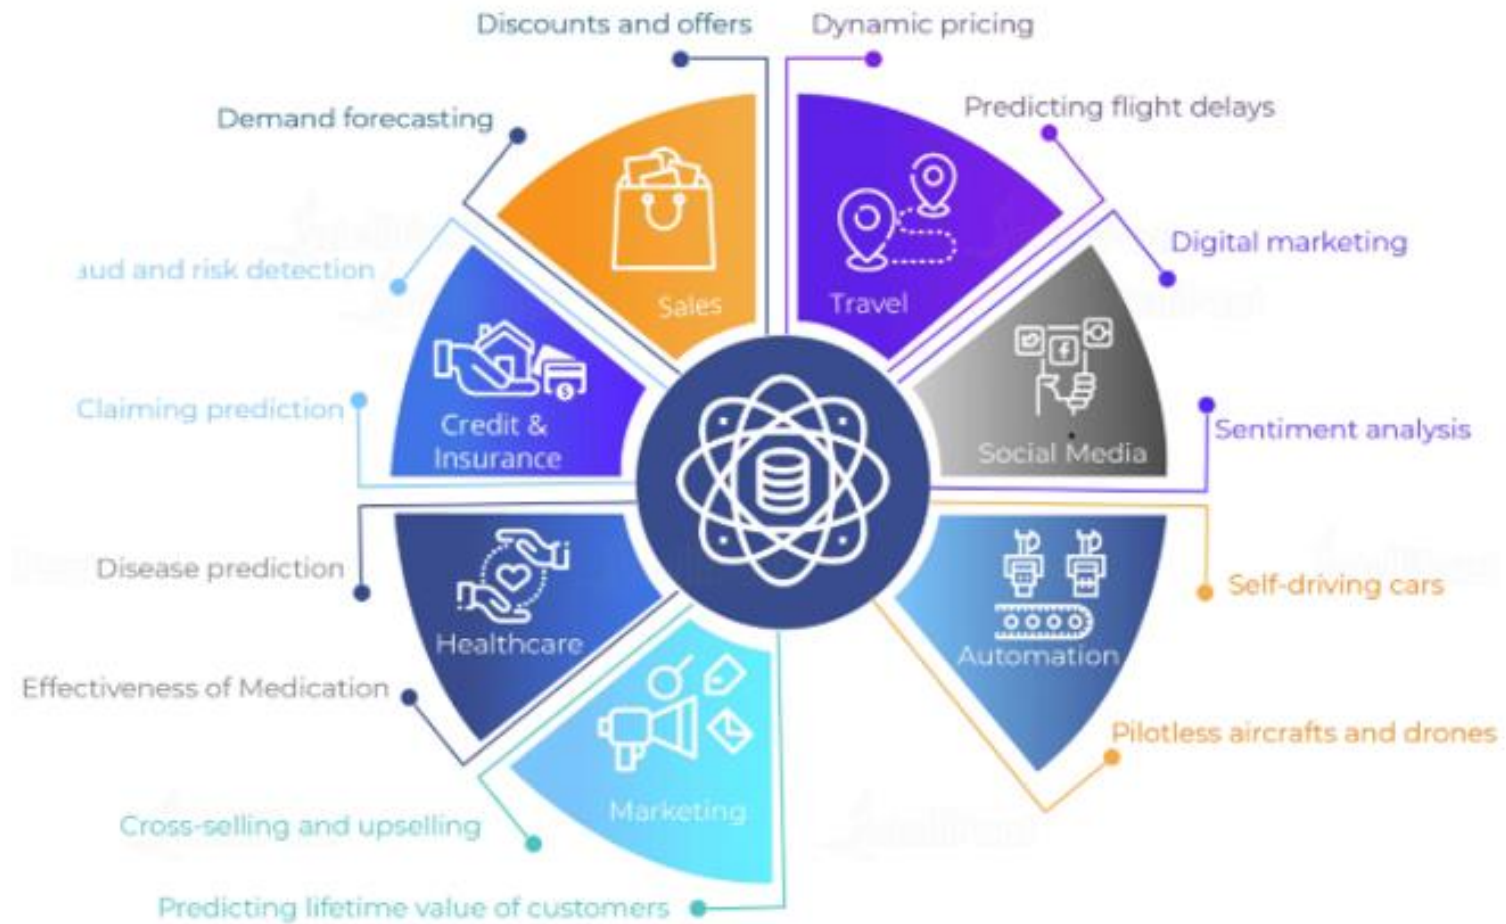 Discounts and offers
Dynamic pricing
Demand forecasting
Predicting flight delays
Sales
Travel
Digital marketing
and risk detection
Credit &
Insurance
Social Media
Claiming prediction
Sentiment analysis
Disease prediction
Healthcare
Automation
Self-driving cars
Effectiveness of Medication
Marketing
Pilotless aircrafts and drones
Cross-selling and upselling
Predicting lifetime value of customers